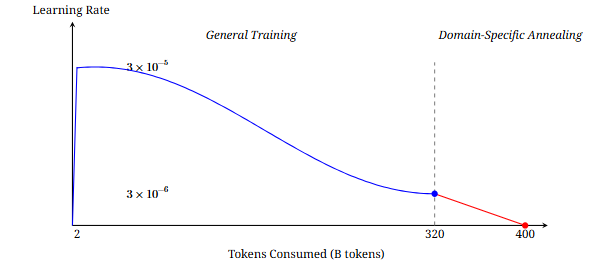 Learning Rate
General Training
Domain-Specific Annealing
3 × 10⁻⁵
3 × 10⁻⁶
2
320
400
Tokens Consumed (B tokens)